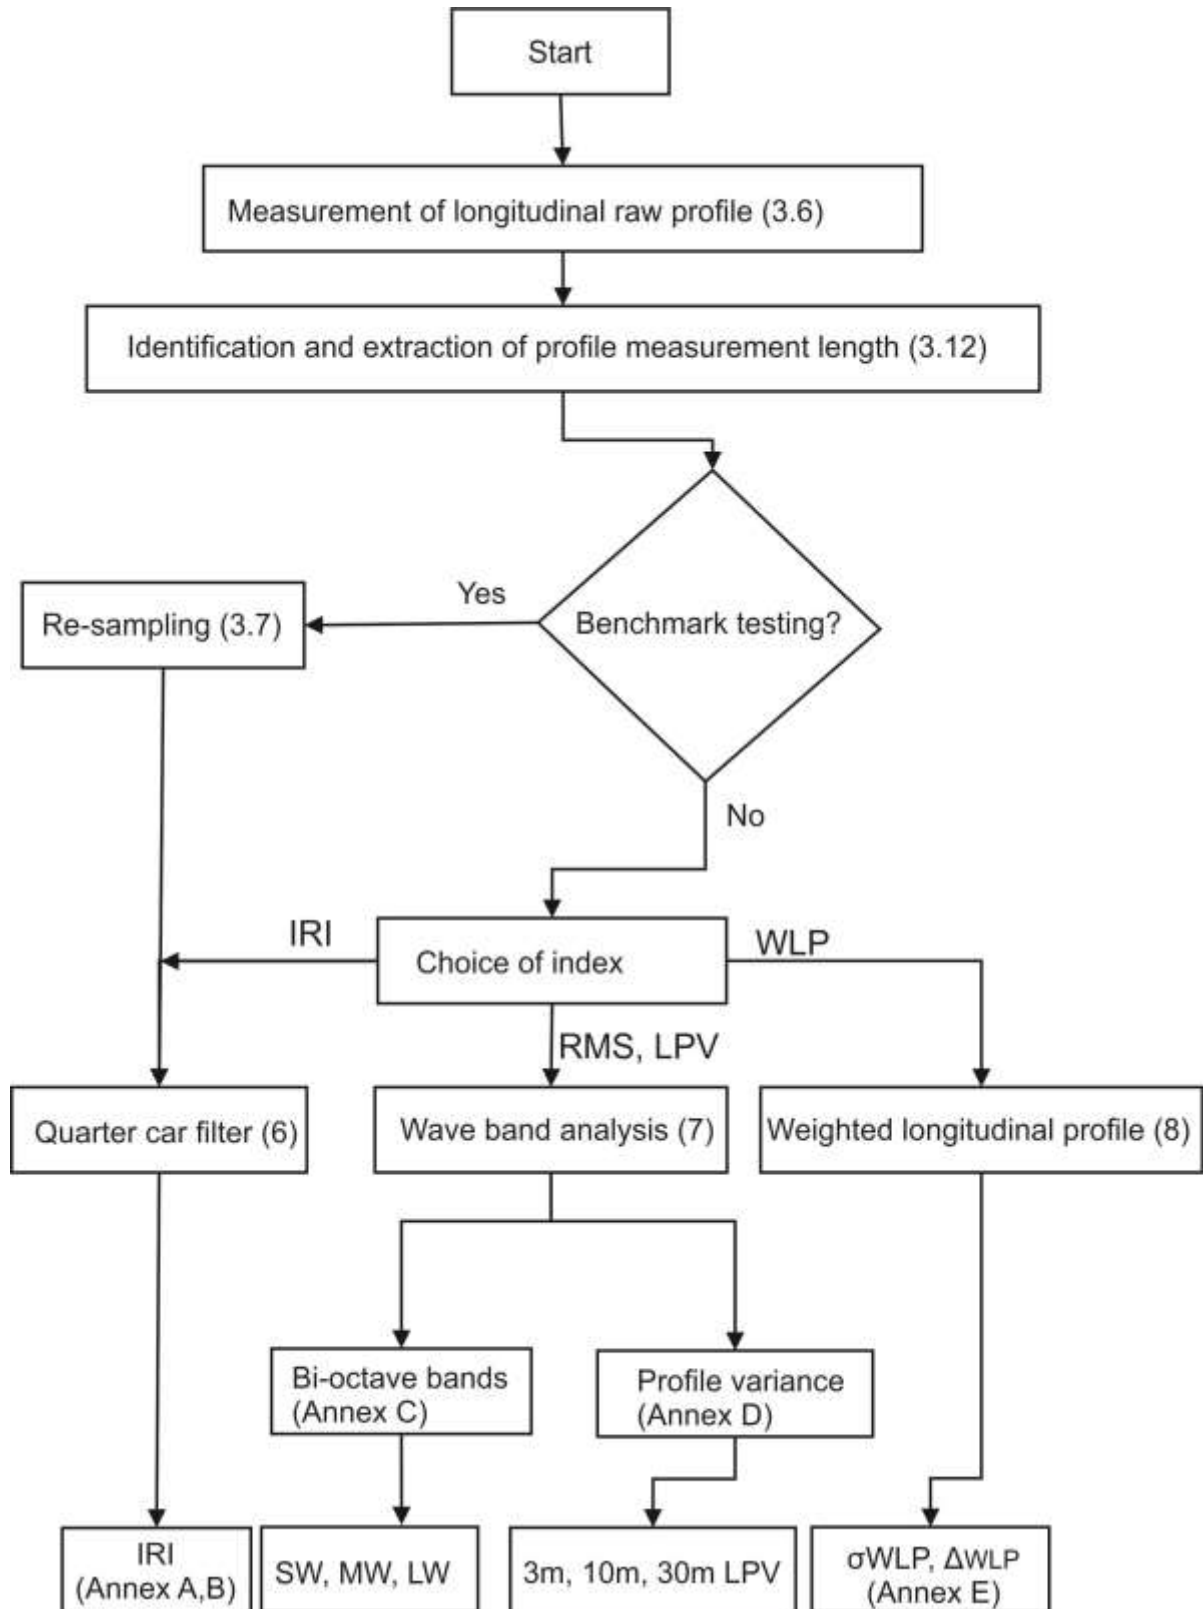 Start
Measurement of longitudinal raw profile (3.6)
Identification and extraction of profile measurement length (3.12)
Yes
Re-sampling (3.7)
Benchmark testing?
No
IRI
WLP
Choice of index
RMS, LPV
Quarter car filter (6)
Wave band analysis (7)
Weighted longitudinal profile (8)
Bi-octave bands
(Annex C)
Profile variance
(Annex D)
IRI
(Annex A,B)
SW, MW, LW
3m, 10m, 30m LPV
σWLP, ΔWLP
(Annex E)